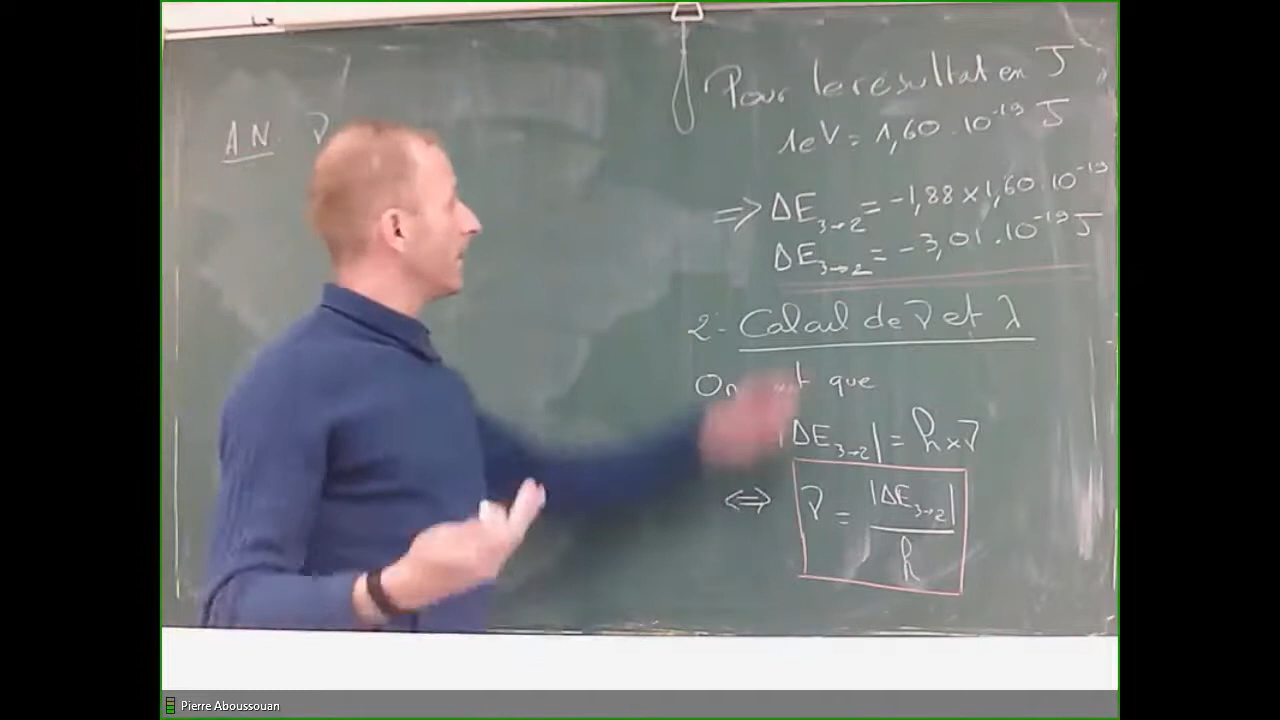 A.N. ν
Pour le résultat en J
1eV = 1,60 . 10⁻¹⁹ J
=> ΔE₃→₂ = -1,88 x 1,60 . 10⁻¹⁹
ΔE₃→₂ = -3,01 . 10⁻¹⁹ J
2- Calcul de ν et λ
On que
|ΔE₃→₂| = h x ν
⇔ ν = |ΔE₃→₂| / h
Pierre Aboussouan